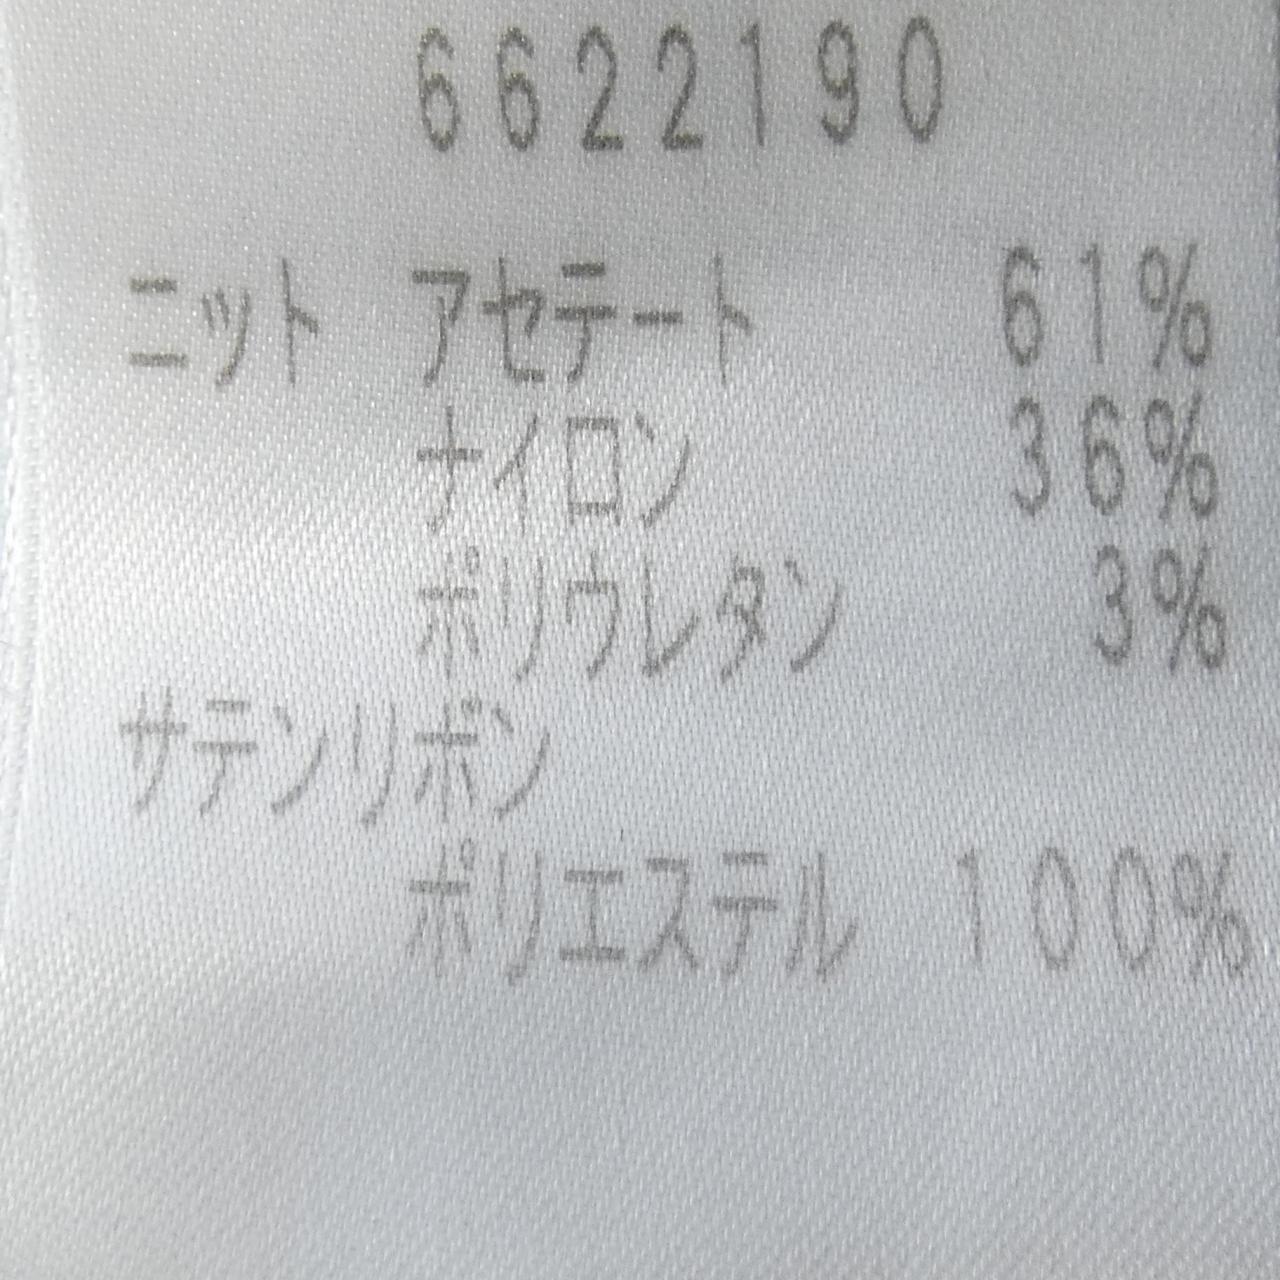 6622190
ニット アセテート 61%
ナイロン 36%
ポリウレタン 3%
サテンリボン
ポリエステル 100%